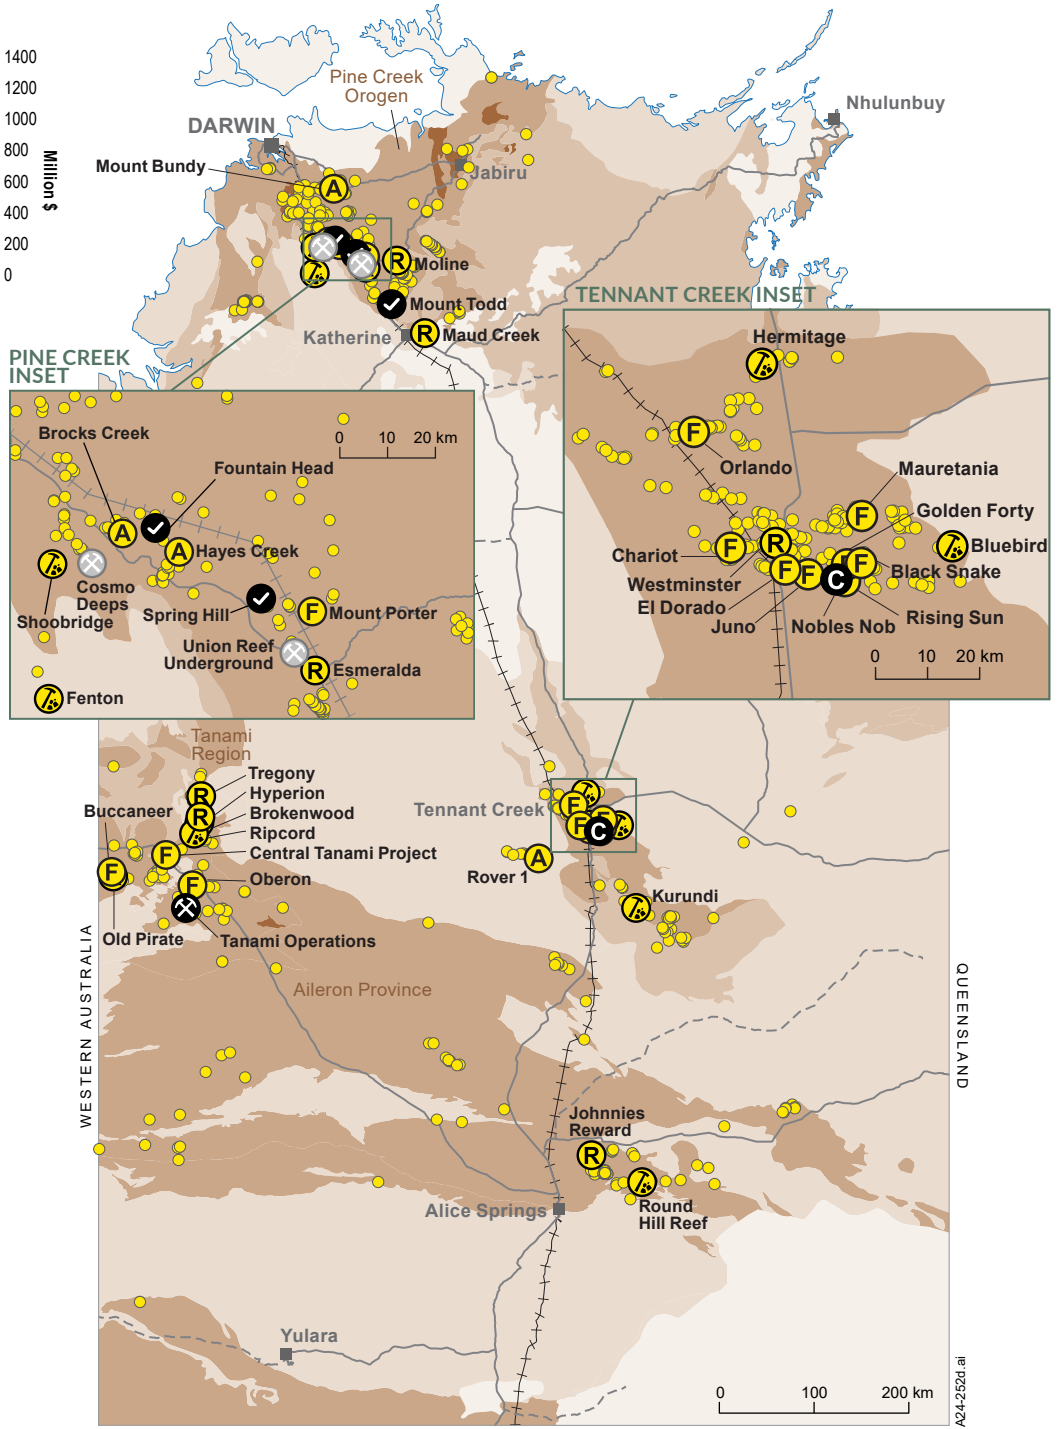 1400
1200
1000
800
600
400
200
0
Million $
Pine Creek
Orogen
DARWIN
Nhulunbuy
Mount Bundy
A
Jabiru
R
Moline
Mount Todd
Katherine
R
Maud Creek
PINE CREEK
INSET
Brocks Creek
Fountain Head
0 10 20 km
A
A
Hayes Creek
Cosmo
Deeps
Shoobridge
Spring Hill
F
Mount Porter
Union Reef
Underground
R
Esmeralda
Fenton
TENNANT CREEK INSET
Hermitage
F
Orlando
Mauretania
F
Golden Forty
Chariot
F
R
Bluebird
Westminster
F
F
C
F
Black Snake
El Dorado
Juno
Nobles Nob
Rising Sun
0 10 20 km
Tanami
Region
R
Tregony
Hyperion
Buccaneer
R
Brokenwood
Ripcord
F
F
Central Tanami Project
F
Oberon
Old Pirate
Tanami Operations
Tennant Creek
F
F
F
C
A
Rover 1
Kurundi
WESTERN AUSTRALIA
QUEENSLAND
Aileron Province
Johnnies
Reward
R
Round
Hill Reef
Alice Springs
Yulara
0 100 200 km
A24-252d.ai